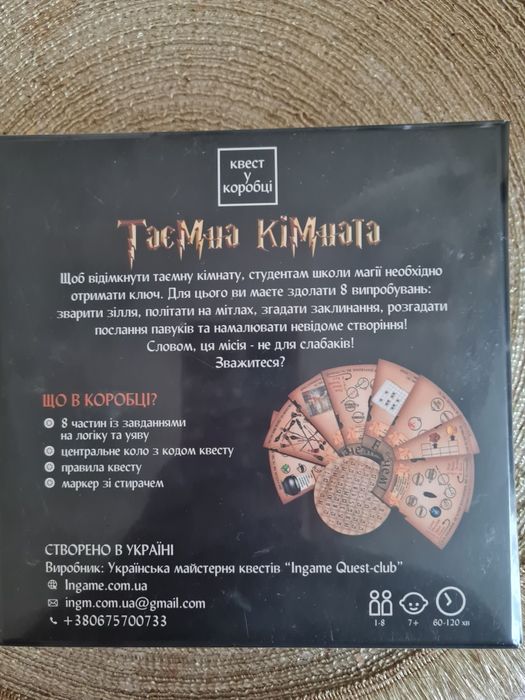 КВЕСТ
У
КОРОБЦІ
ТАЄМНА КІМНАТА
Щоб відімкнути таємну кімнату, студентам школи магії необхідно
отримати ключ. Для цього ви маєте здолати 8 випробувань:
зварити зілля, політати на мітлах, згадати заклинання, розгадати
послання павуків та намалювати невідоме створіння!
Словом, ця місія - не для слабаків!
Зважитеся?
ЩО В КОРОБЦІ?
8 частин із завданнями
на логіку та уяву
центральне коло з кодом квесту
правила квесту
маркер зі стирачем
СТВОРЕНО В УКРАЇНІ
Виробник: Українська майстерня квестів "Ingame Quest-club"
Ingame.com.ua
ingm.com.ua@gmail.com
+380675700733
1-8 7+ 60-120 хв